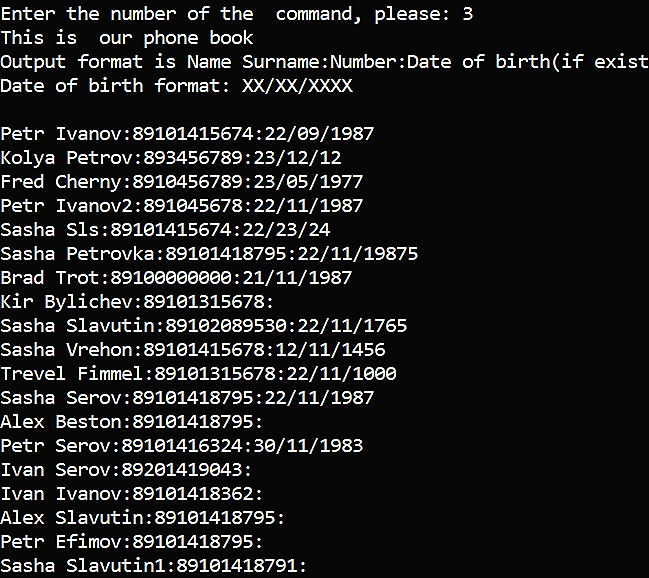 Enter the number of the  command, please: 3
This is  our phone book
Output format is Name Surname:Number:Date of birth(if exist
Date of birth format: XX/XX/XXXX
Petr Ivanov:89101415674:22/09/1987
Kolya Petrov:893456789:23/12/12
Fred Cherny:8910456789:23/05/1977
Petr Ivanov2:891045678:22/11/1987
Sasha Sls:89101415674:22/23/24
Sasha Petrovka:89101418795:22/11/19875
Brad Trot:89100000000:21/11/1987
Kir Bylichev:89101315678:
Sasha Slavutin:89102089530:22/11/1765
Sasha Vrehon:89101415678:12/11/1456
Trevel Fimmel:89101315678:22/11/1000
Sasha Serov:89101418795:22/11/1987
Alex Beston:89101418795:
Petr Serov:89101416324:30/11/1983
Ivan Serov:89201419043:
Ivan Ivanov:89101418362:
Alex Slavutin:89101418795:
Petr Efimov:89101418795:
Sasha Slavutin1:89101418791: